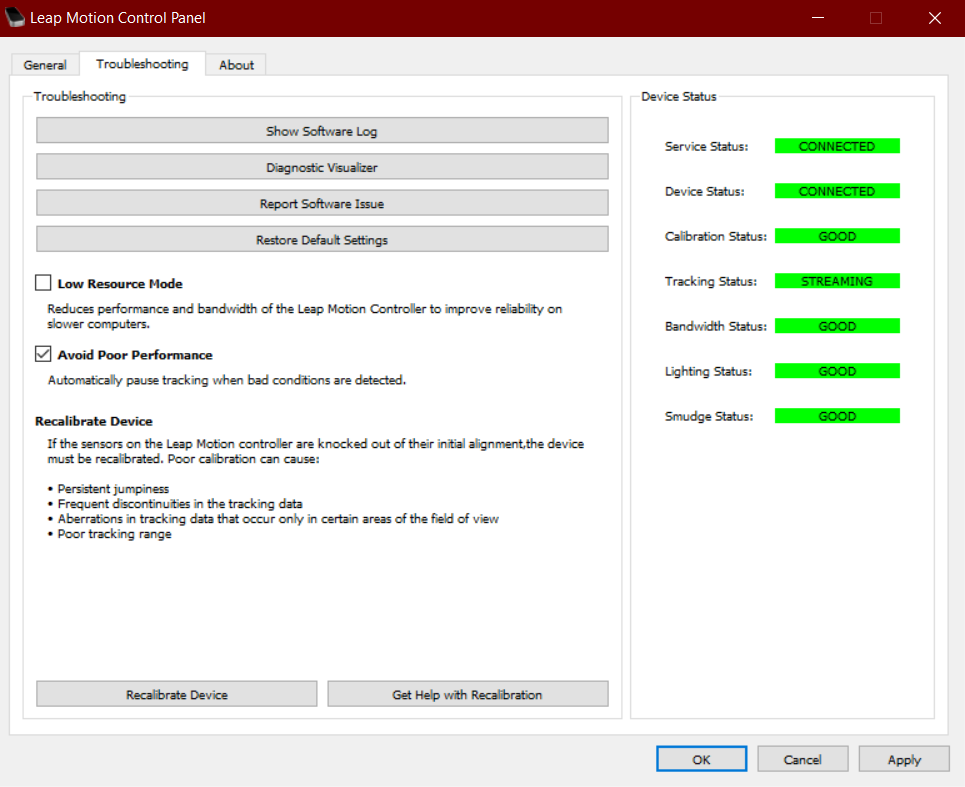 Leap Motion Control Panel
General
Troubleshooting
About
Troubleshooting
Show Software Log
Diagnostic Visualizer
Report Software Issue
Restore Default Settings
Low Resource Mode
Reduces performance and bandwidth of the Leap Motion Controller to improve reliability on
slower computers.
Avoid Poor Performance
Automatically pause tracking when bad conditions are detected.
Recalibrate Device
If the sensors on the Leap Motion controller are knocked out of their initial alignment,the device
must be recalibrated. Poor calibration can cause:
• Persistent jumpiness
• Frequent discontinuities in the tracking data
• Aberrations in tracking data that occur only in certain areas of the field of view
• Poor tracking range
Recalibrate Device
Get Help with Recalibration
Device Status
Service Status: CONNECTED
Device Status: CONNECTED
Calibration Status: GOOD
Tracking Status: STREAMING
Bandwidth Status: GOOD
Lighting Status: GOOD
Smudge Status: GOOD
OK
Cancel
Apply